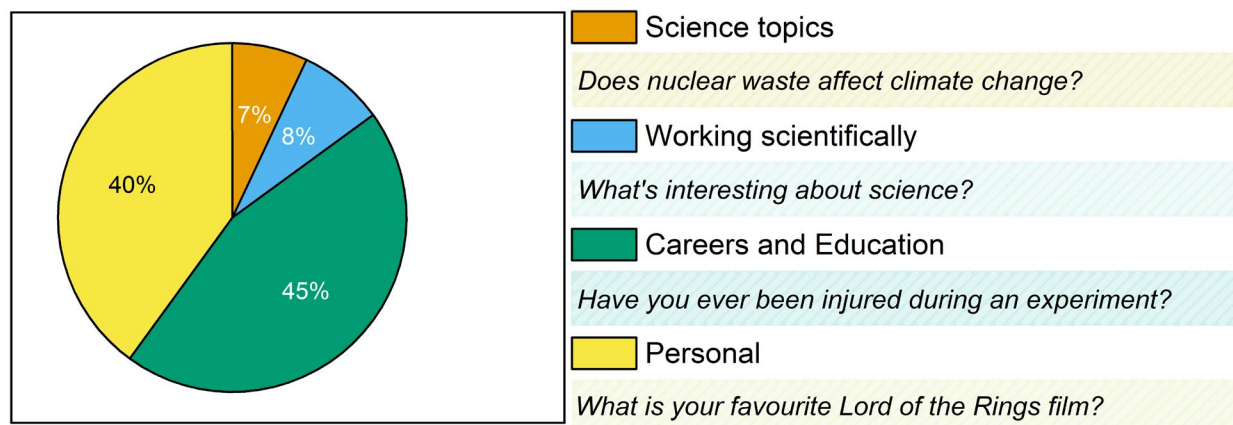 7%
8%
40%
45%
Science topics
Does nuclear waste affect climate change?
Working scientifically
What's interesting about science?
Careers and Education
Have you ever been injured during an experiment?
Personal
What is your favourite Lord of the Rings film?